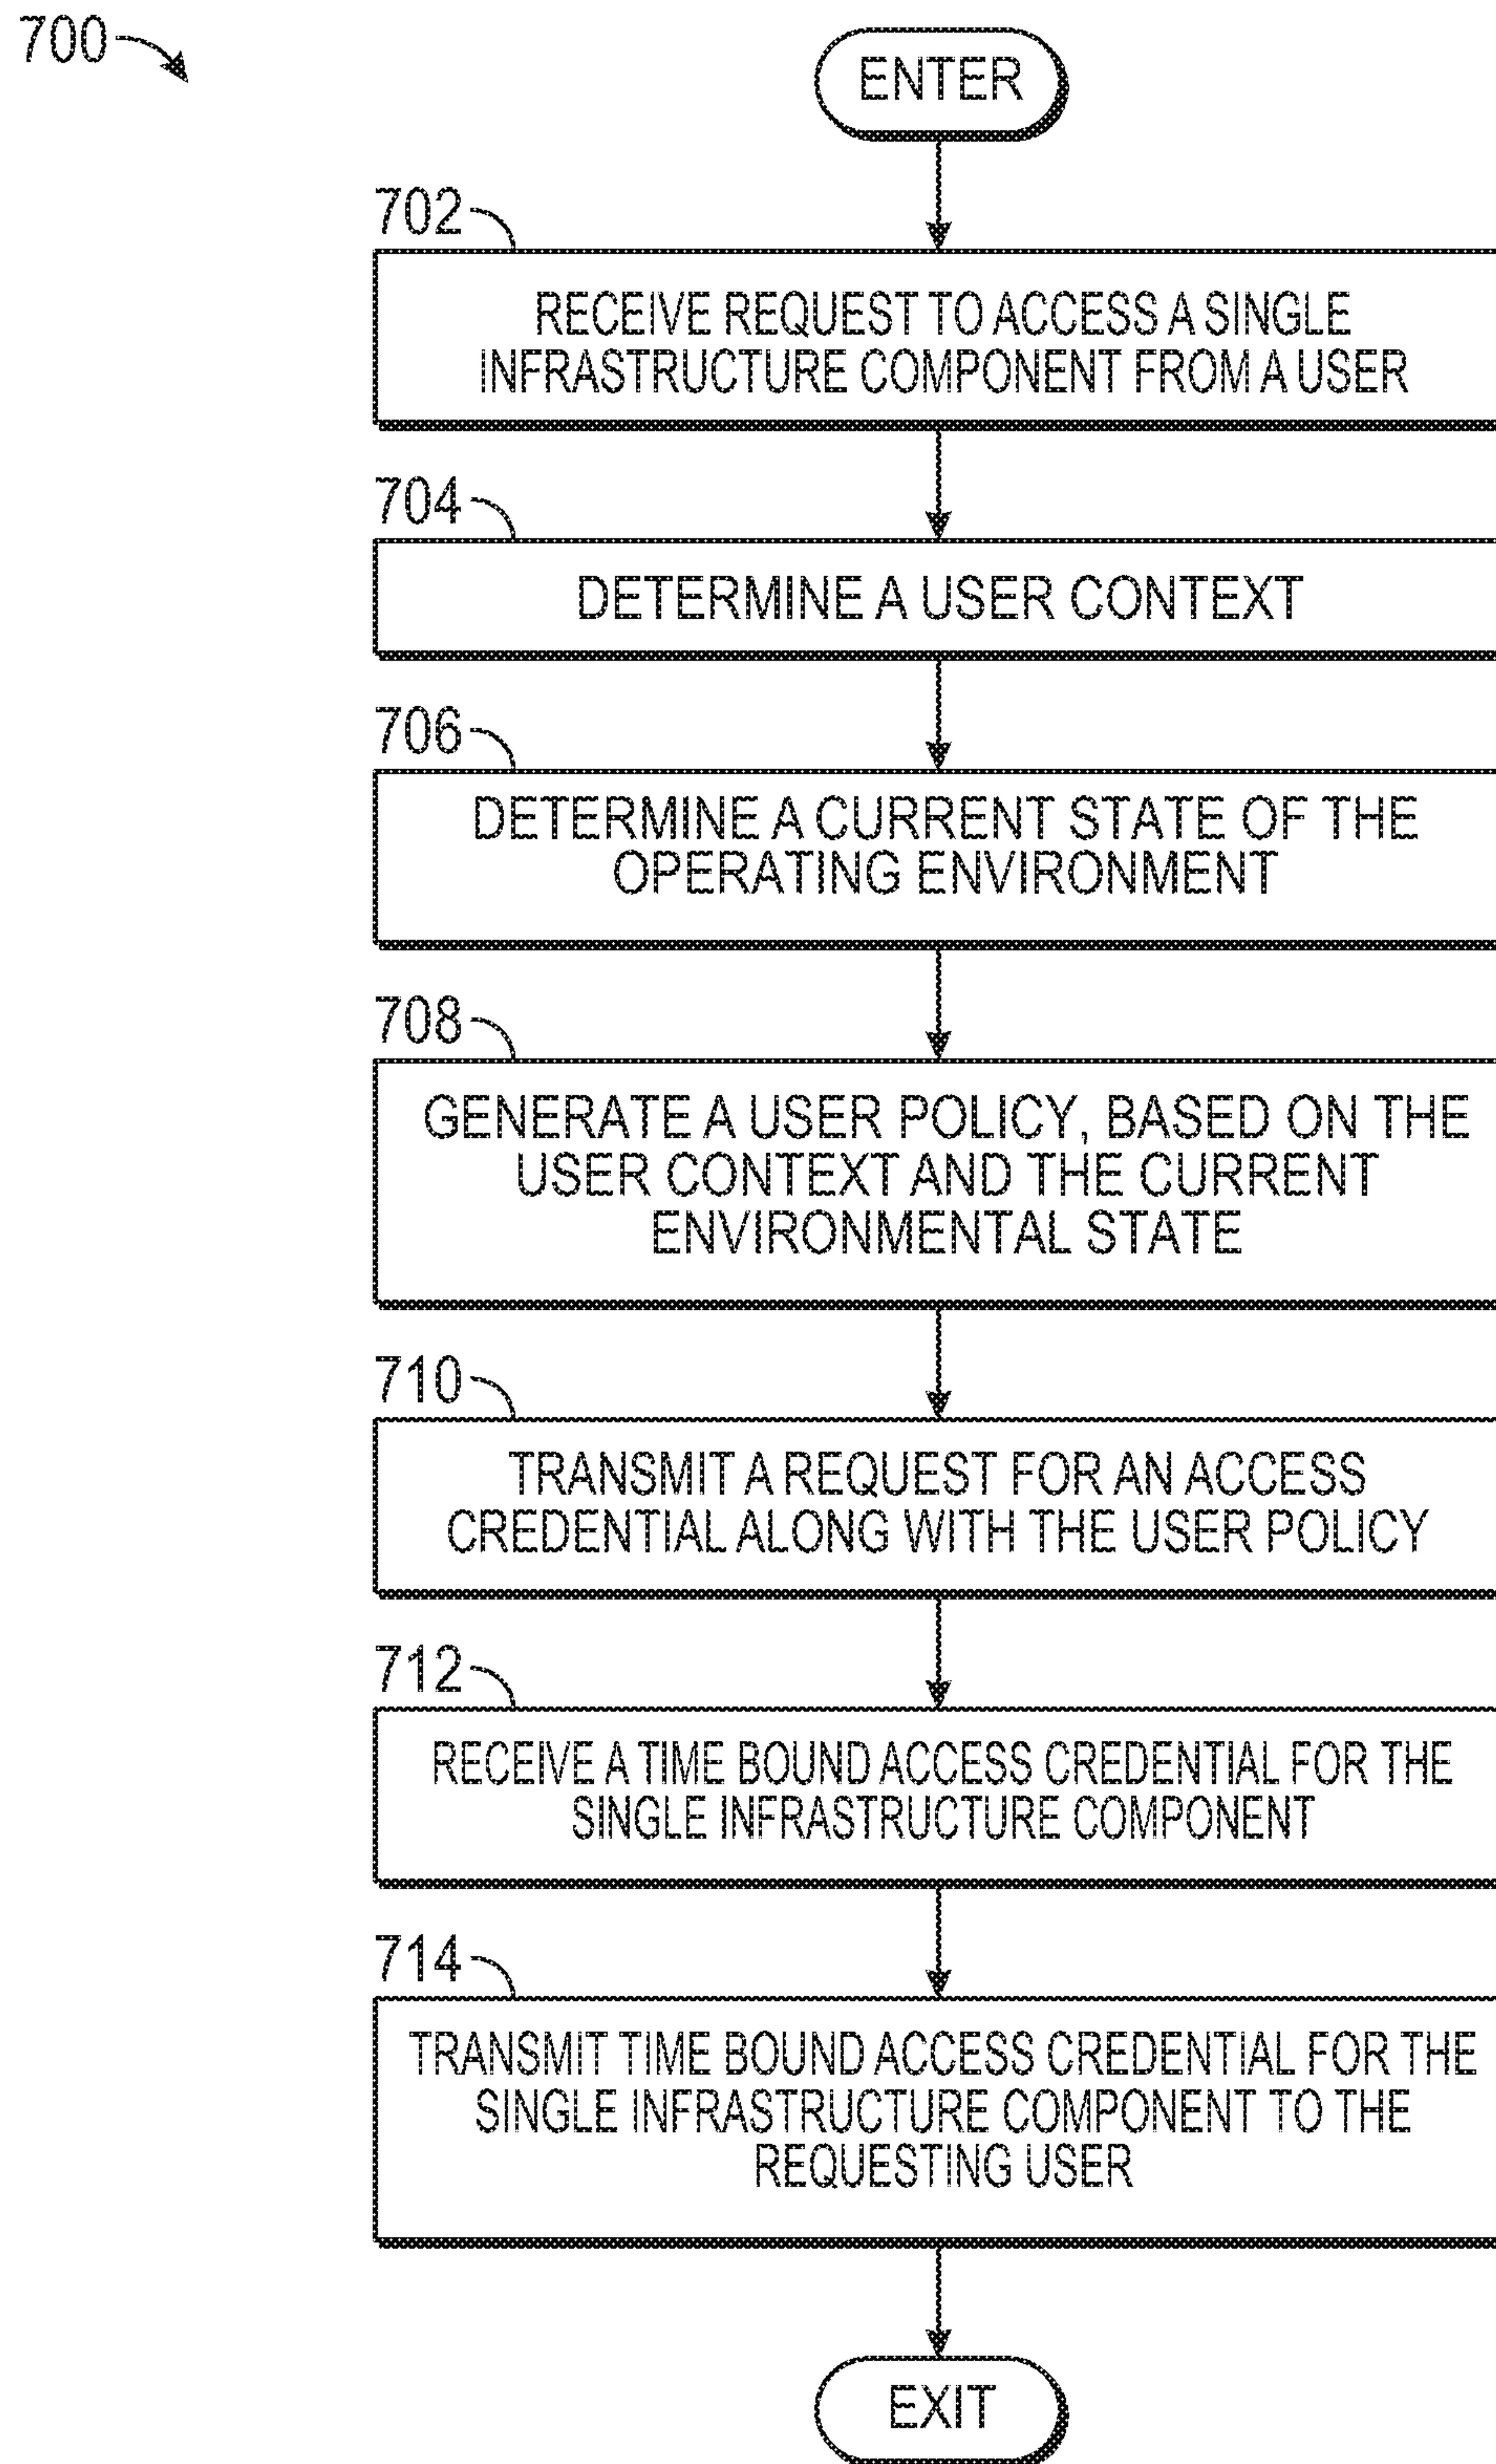 700
ENTER
702
RECEIVE REQUEST TO ACCESS A SINGLE
INFRASTRUCTURE COMPONENT FROM A USER
704
DETERMINE A USER CONTEXT
706
DETERMINE A CURRENT STATE OF THE
OPERATING ENVIRONMENT
708
GENERATE A USER POLICY, BASED ON THE
USER CONTEXT AND THE CURRENT
ENVIRONMENTAL STATE
710
TRANSMIT A REQUEST FOR AN ACCESS
CREDENTIAL ALONG WITH THE USER POLICY
712
RECEIVE A TIME BOUND ACCESS CREDENTIAL FOR THE
SINGLE INFRASTRUCTURE COMPONENT
714
TRANSMIT TIME BOUND ACCESS CREDENTIAL FOR THE
SINGLE INFRASTRUCTURE COMPONENT TO THE
REQUESTING USER
EXIT